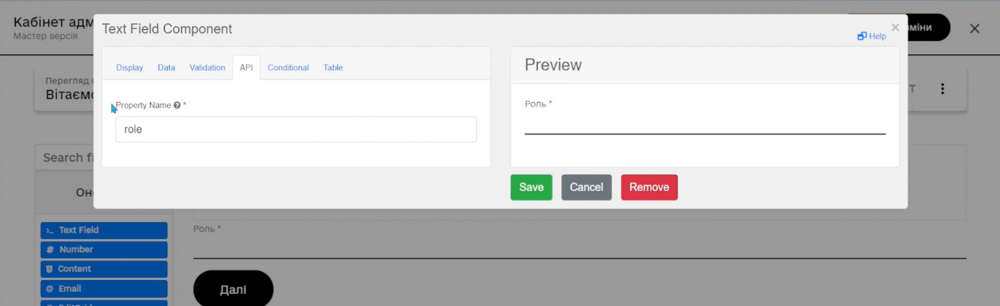 Кабінет адм
Мастер версія
Text Field Component
×
міни
Help
Display Data Validation API Conditional Table
Property Name *
role
Preview
Роль *
Save Cancel Remove
Перегляд
Вітаємо
Т
Search fi
Text Field
Number
Content
Email
Роль *
Далі